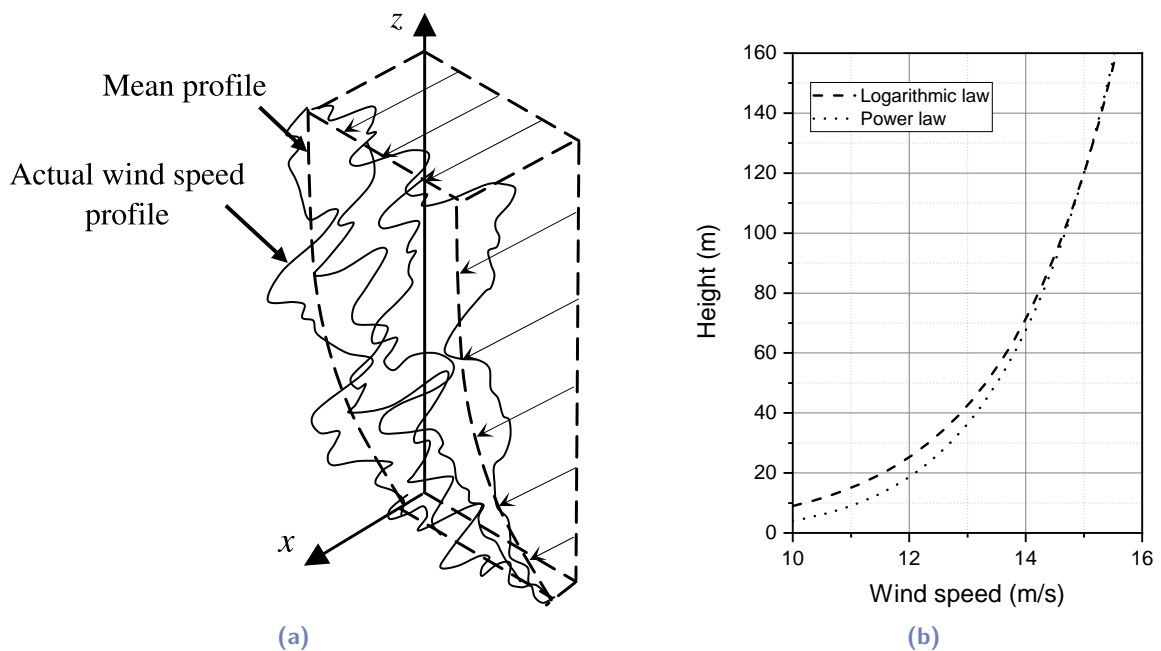 z
Mean profile
Actual wind speed
profile
x
(a)
160
140
120
100
80
60
40
20
0
10
12
14
16
Height (m)
Wind speed (m/s)
Logarithmic law
Power law
(b)